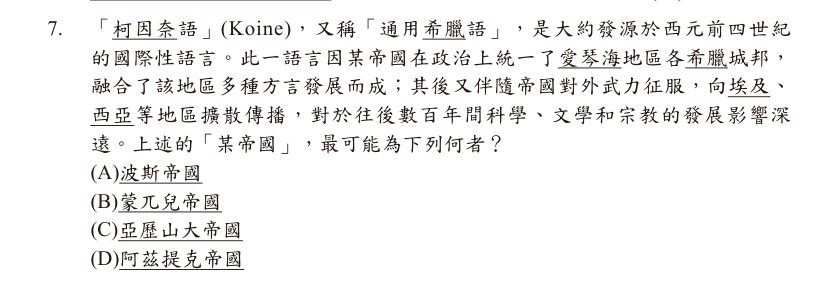 7. 「柯因奈語」(Koine)，又稱「通用希臘語」，是大約發源於西元前四世紀
的國際性語言。此一語言因某帝國在政治上統一了愛琴海地區各希臘城邦，
融合了該地區多種方言發展而成；其後又伴隨帝國對外武力征服，向埃及、
西亞等地區擴散傳播，對於往後數百年間科學、文學和宗教的發展影響深
遠。上述的「某帝國」，最可能為下列何者？
(A)波斯帝國
(B)蒙兀兒帝國
(C)亞歷山大帝國
(D)阿茲提克帝國